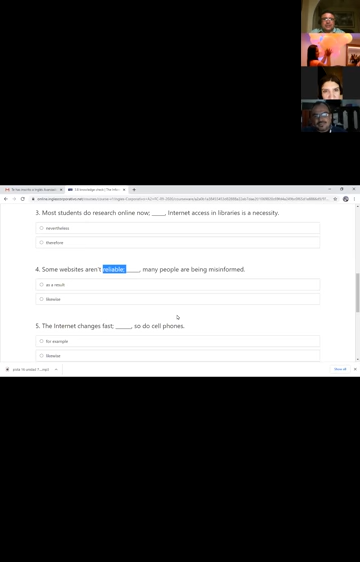 3. Most students do research online now; _____, Internet access in libraries is a necessity.
nevertheless
therefore
4. Some websites aren't reliable; _____, many people are being misinformed.
as a result
likewise
5. The Internet changes fast; _____, so do cell phones.
for example
likewise
Show all